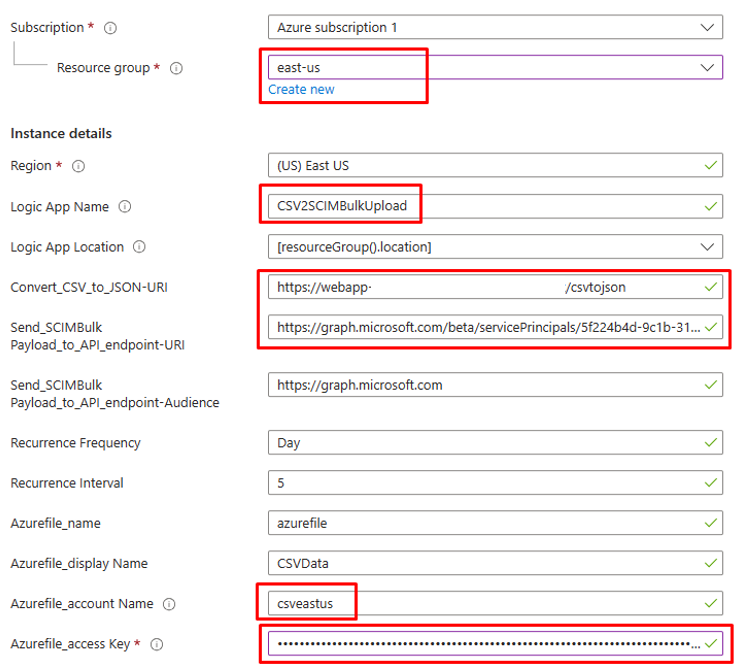 Subscription * Azure subscription 1
Resource group * east-us
Create new
Instance details
Region * (US) East US
Logic App Name CSV2SCIMBulkUpload
Logic App Location [resourceGroup().location]
Convert_CSV_to_JSON-URI https://webapp- /csvtojson
Send_SCIMBulk https://graph.microsoft.com/beta/servicePrincipals/5f224b4d-9c1b-31...
Payload_to_API_endpoint-URI
Send_SCIMBulk https://graph.microsoft.com
Payload_to_API_endpoint-Audience
Recurrence Frequency Day
Recurrence Interval 5
Azurefile_name azurefile
Azurefile_display Name CSVData
Azurefile_account Name csveastus
Azurefile_access Key *